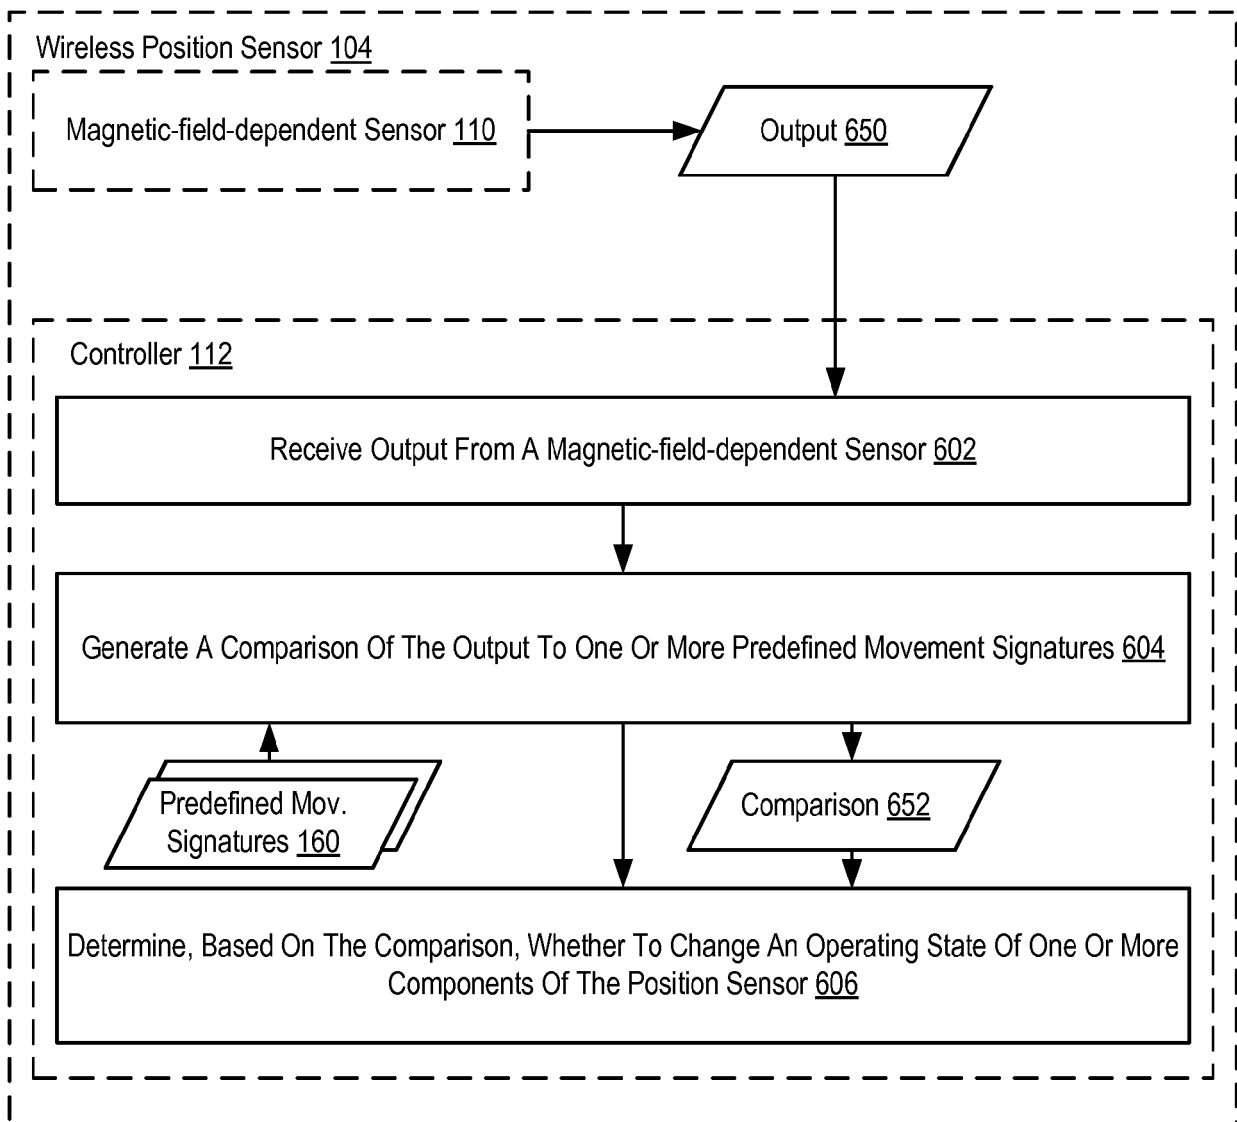 Wireless Position Sensor 104
Magnetic-field-dependent Sensor 110
Output 650
Controller 112
Receive Output From A Magnetic-field-dependent Sensor 602
Generate A Comparison Of The Output To One Or More Predefined Movement Signatures 604
Predefined Mov.
Signatures 160
Comparison 652
Determine, Based On The Comparison, Whether To Change An Operating State Of One Or More
Components Of The Position Sensor 606